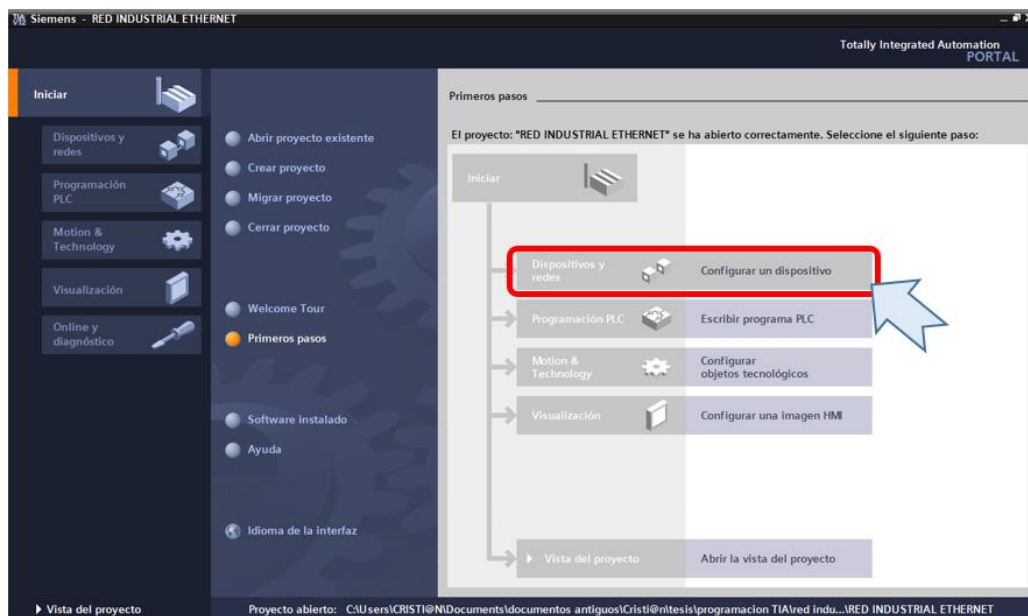 Siemens - RED INDUSTRIAL ETHERNET
Totally Integrated Automation
PORTAL
Iniciar
Dispositivos y
redes
Programación
PLC
Motion &
Technology
Visualización
Online y
diagnóstico
Abrir proyecto existente
Crear proyecto
Migrar proyecto
Cerrar proyecto
Welcome Tour
Primeros pasos
Software instalado
Ayuda
Idioma de la interfaz
Primeros pasos
El proyecto: "RED INDUSTRIAL ETHERNET" se ha abierto correctamente. Seleccione el siguiente paso:
Iniciar
Dispositivos y
redes
Configurar un dispositivo
Programación PLC
Escribir programa PLC
Motion &
Technology
Configurar
objetos tecnológicos
Visualización
Configurar una imagen HMI
Vista del proyecto
Abrir la vista del proyecto
Vista del proyecto
Proyecto abierto: C:\Users\CRISTI@N\Documents\documentos antiguos\Cristi@n\tesis\programacion TIA\red indu...\RED INDUSTRIAL ETHERNET